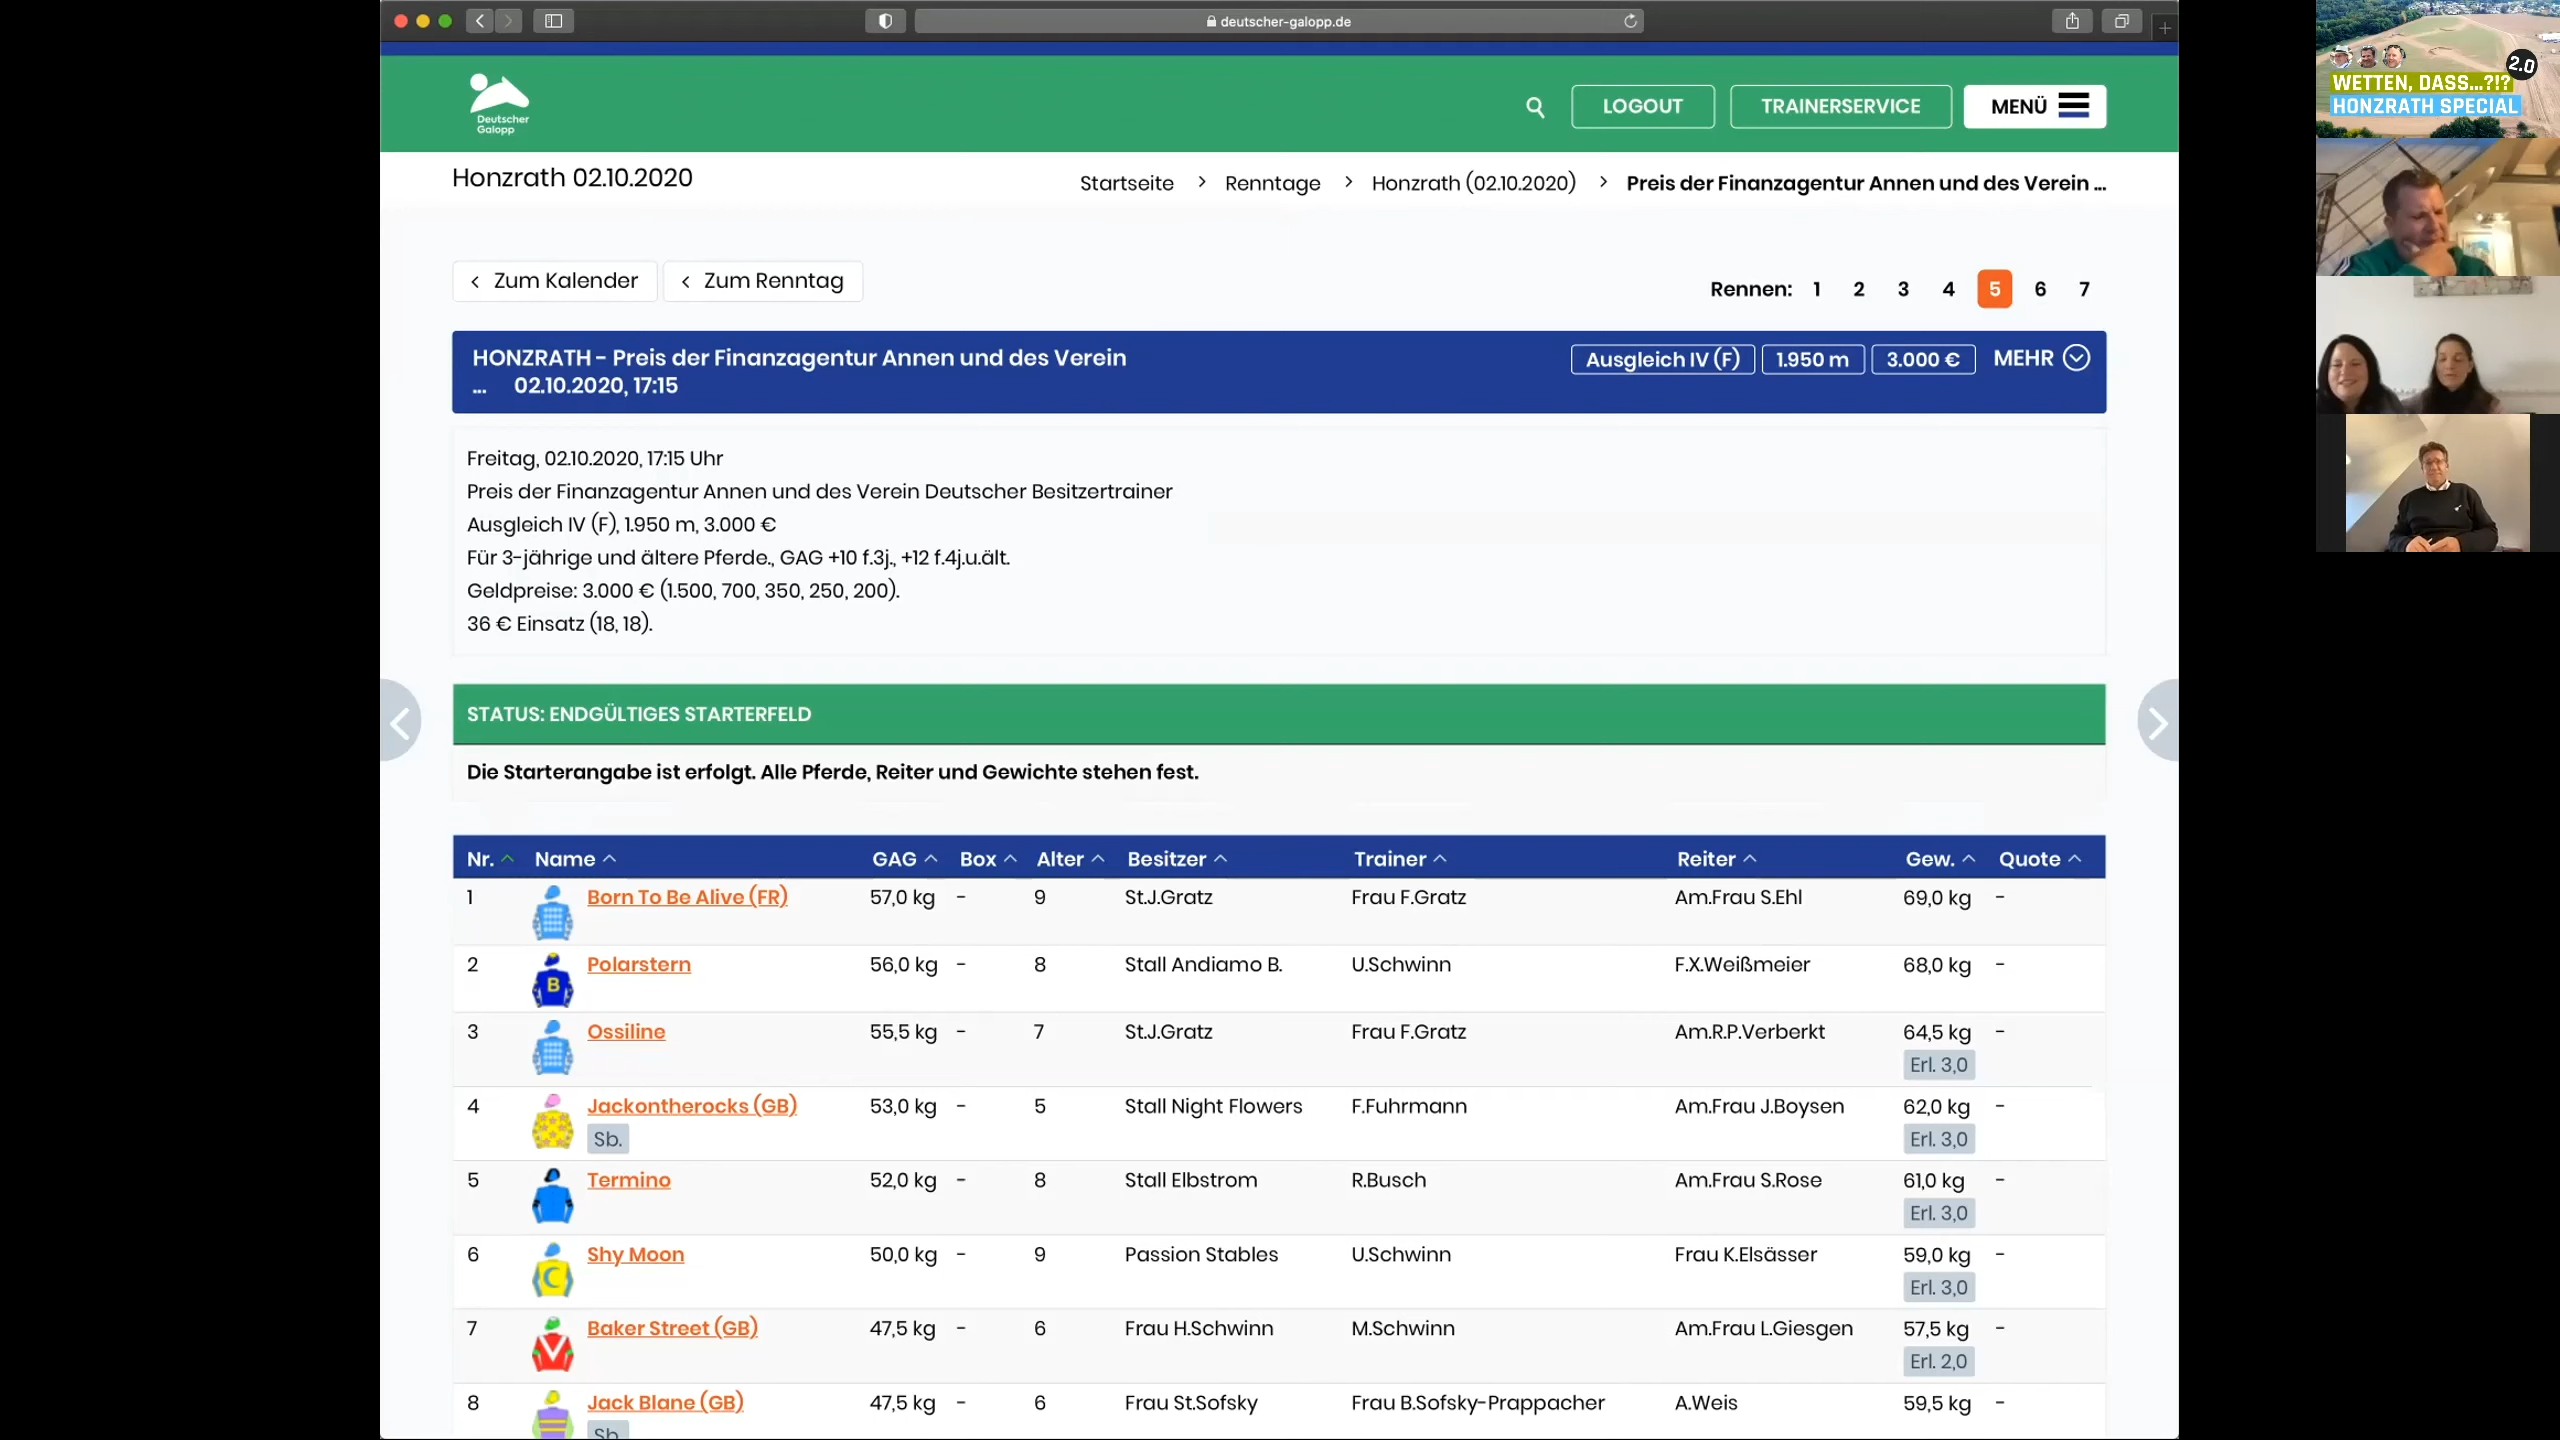 deutscher-galopp.de
Deutscher
Galopp
LOGOUT
TRAINERSERVICE
MENÜ
Honzrath 02.10.2020
Startseite > Renntage > Honzrath (02.10.2020) > Preis der Finanzagentur Annen und des Verein ...
Zum Kalender
Zum Renntag
Rennen: 1 2 3 4 5 6 7
HONZRATH - Preis der Finanzagentur Annen und des Verein
... 02.10.2020, 17:15
Ausgleich IV (F) 1.950 m 3.000 € MEHR
Freitag, 02.10.2020, 17:15 Uhr
Preis der Finanzagentur Annen und des Verein Deutscher Besitzertrainer
Ausgleich IV (F), 1.950 m, 3.000 €
Für 3-jährige und ältere Pferde., GAG +10 f.3j., +12 f.4j.u.ält.
Geldpreise: 3.000 € (1.500, 700, 350, 250, 200).
36 € Einsatz (18, 18).
STATUS: ENDGÜLTIGES STARTERFELD
Die Starterangabe ist erfolgt. Alle Pferde, Reiter und Gewichte stehen fest.
Nr. Name GAG Box Alter Besitzer Trainer Reiter Gew. Quote
1 Born To Be Alive (FR) 57,0 kg - 9 St.J.Gratz Frau F.Gratz Am.Frau S.Ehl 69,0 kg -
2 B Polarstern 56,0 kg - 8 Stall Andiamo B. U.Schwinn F.X.Weißmeier 68,0 kg -
3 Ossiline 55,5 kg - 7 St.J.Gratz Frau F.Gratz Am.R.P.Verberkt 64,5 kg -
Erl. 3,0
4 Jackontherocks (GB) 53,0 kg - 5 Stall Night Flowers F.Fuhrmann Am.Frau J.Boysen 62,0 kg -
Sb. Erl. 3,0
5 Termino 52,0 kg - 8 Stall Elbstrom R.Busch Am.Frau S.Rose 61,0 kg -
Erl. 3,0
6 Shy Moon 50,0 kg - 9 Passion Stables U.Schwinn Frau K.Elsässer 59,0 kg -
Erl. 3,0
7 Baker Street (GB) 47,5 kg - 6 Frau H.Schwinn M.Schwinn Am.Frau L.Giesgen 57,5 kg -
Erl. 2,0
8 Jack Blane (GB) 47,5 kg - 6 Frau St.Sofsky Frau B.Sofsky-Prappacher A.Weis 59,5 kg -
Sb.
2.0
WETTEN, DASS...?!?
HONZRATH SPECIAL